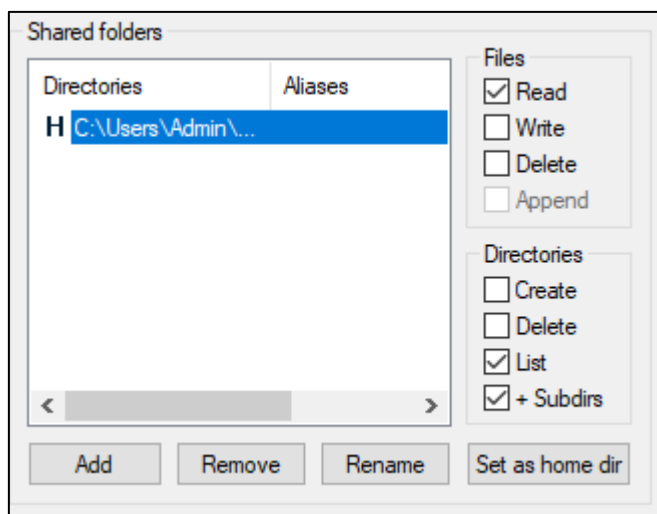 Shared folders
Directories Aliases
H C:\Users\Admin\...
Files
Read
Write
Delete
Append
Directories
Create
Delete
List
+ Subdirs
Add Remove Rename Set as home dir